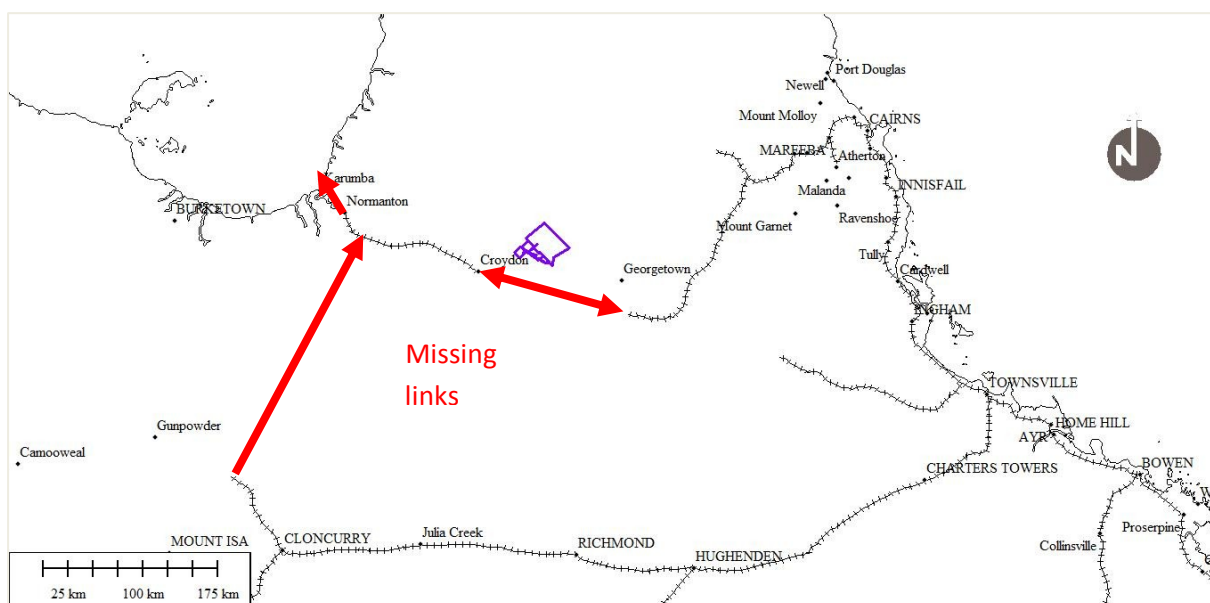 Port Douglas
Newell
Mount Molloy
CAIRNS
MAREEBA
Atherton
N
Karumba
Malanda
INNISFAIL
Normanton
BURKETOWN
Ravenshoe
Mount Garnet
Tully
Croydon
Georgetown
Cardwell
INGHAM
Missing
links
TOWNSVILLE
Gunpowder
HOME HILL
AYR
Camooweal
CHARTERS TOWERS
BOWEN
W
Proserpine
MOUNT ISA
CLONCURRY
Julia Creek
RICHMOND
HUGHENDEN
Collinsville
25 km 100 km 175 km